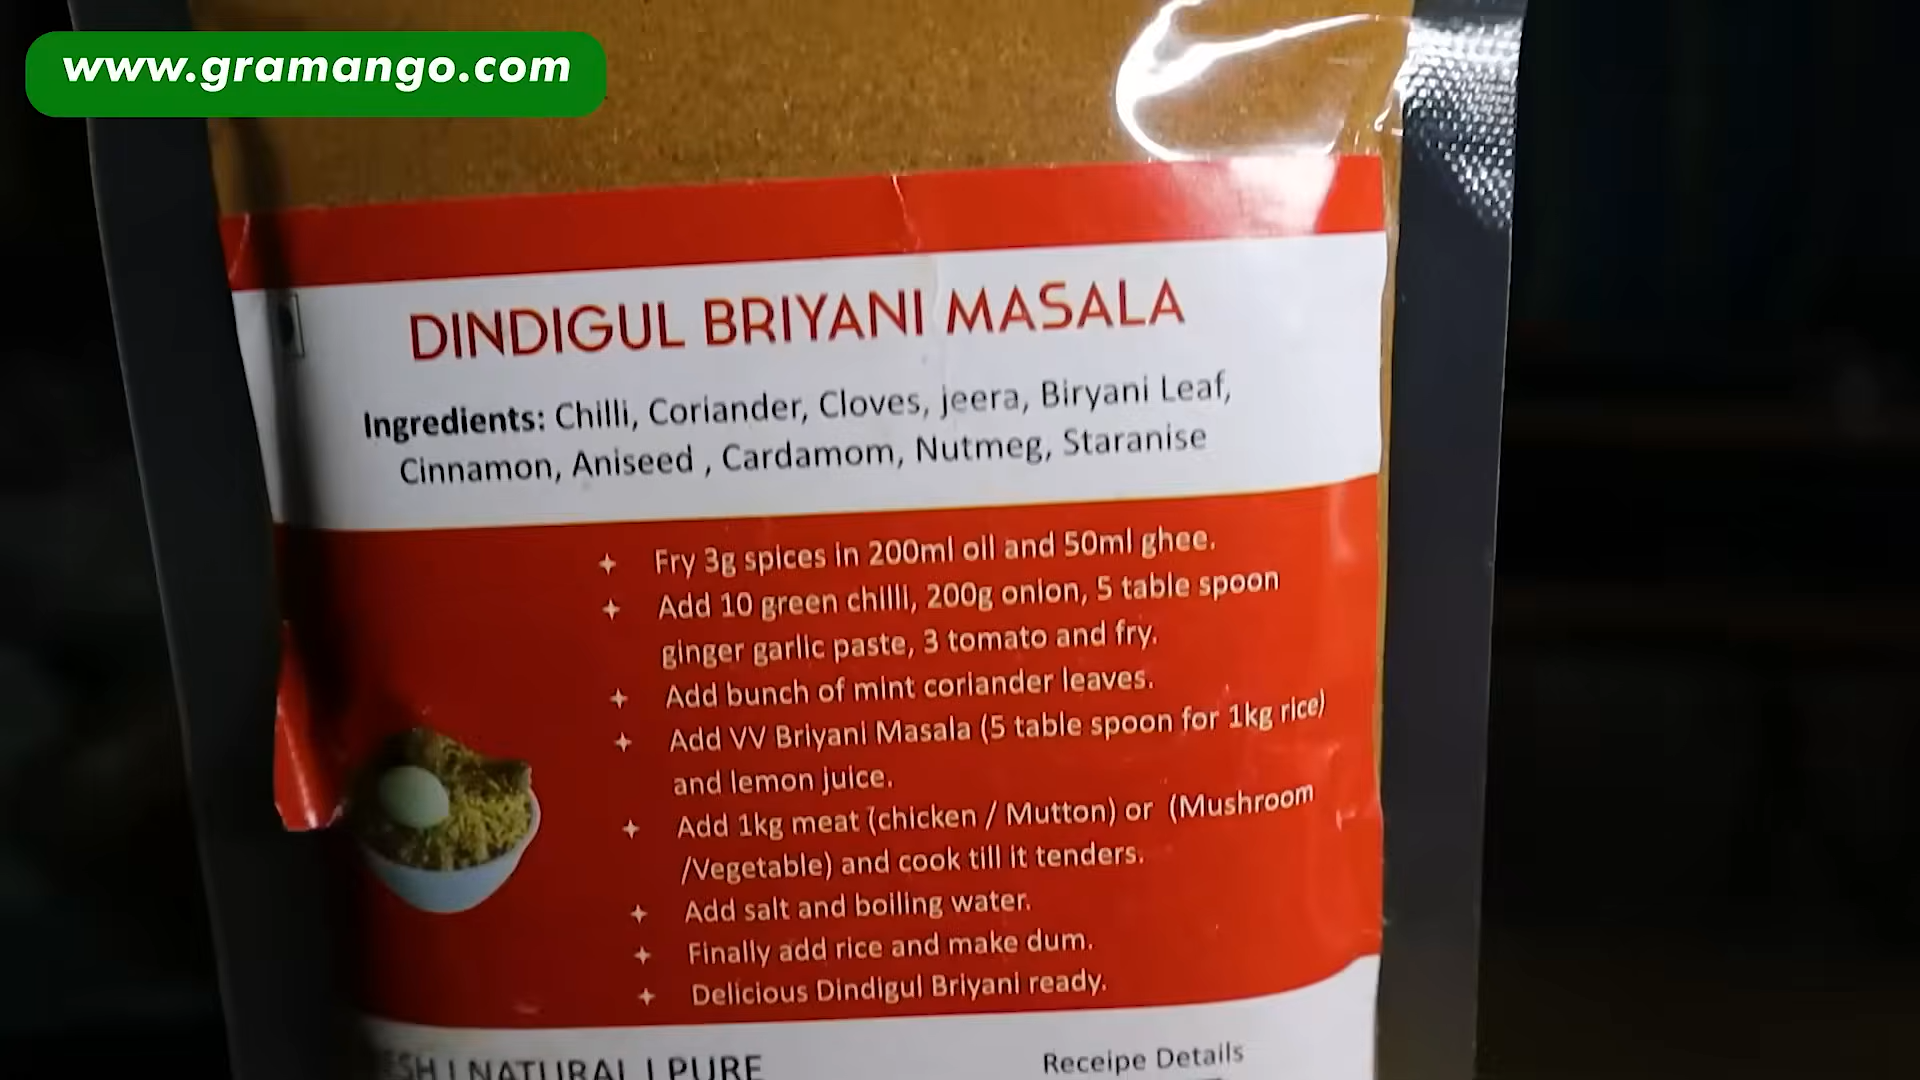 www.gramango.com
DINDIGUL BRIYANI MASALA
Ingredients: Chilli, Coriander, Cloves, jeera, Biryani Leaf,
Cinnamon, Aniseed , Cardamom, Nutmeg, Staranise
Fry 3g spices in 200ml oil and 50ml ghee.
Add 10 green chilli, 200g onion, 5 table spoon
ginger garlic paste, 3 tomato and fry.
Add bunch of mint coriander leaves.
Add VV Briyani Masala (5 table spoon for 1kg rice)
and lemon juice.
Add 1kg meat (chicken / Mutton) or (Mushroom
/Vegetable) and cook till it tenders.
Add salt and boiling water.
Finally add rice and make dum.
Delicious Dindigul Briyani ready.
| NATURAL | PURE
Receipe Details